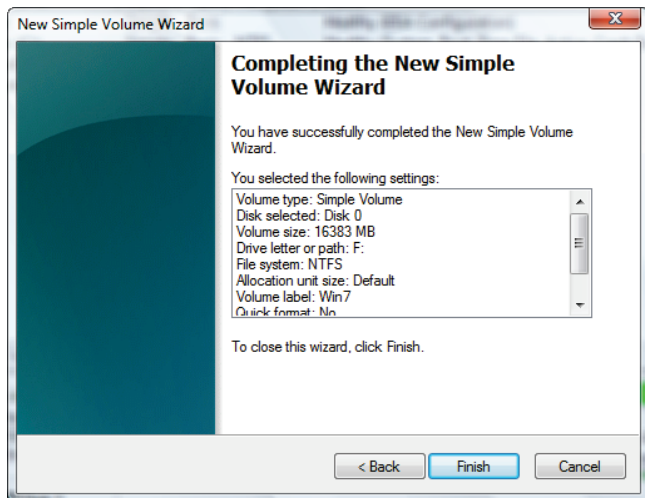 New Simple Volume Wizard
Completing the New Simple
Volume Wizard
You have successfully completed the New Simple Volume
Wizard.
You selected the following settings:
Volume type: Simple Volume
Disk selected: Disk 0
Volume size: 16383 MB
Drive letter or path: F:
File system: NTFS
Allocation unit size: Default
Volume label: Win7
Quick format: No
To close this wizard, click Finish.
< Back
Finish
Cancel